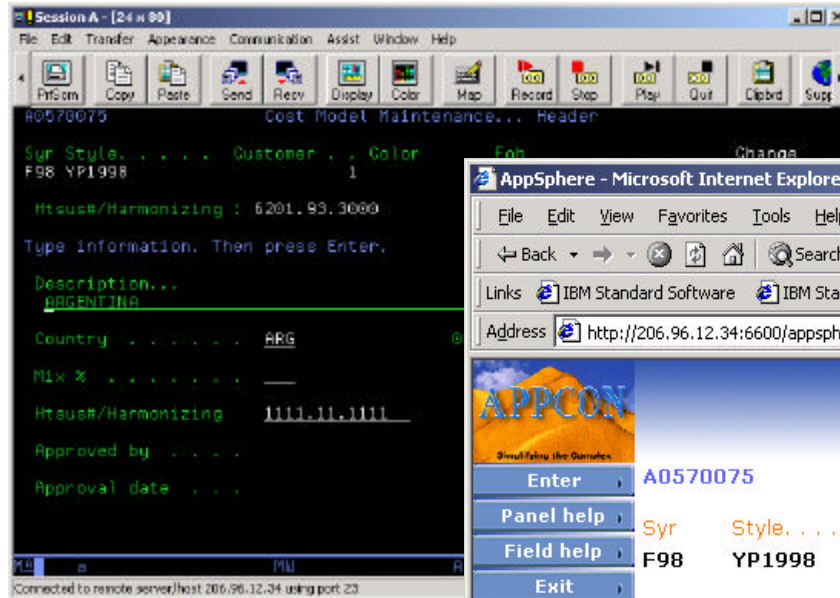 Session A - [24 x 80]
File Edit Transfer Appearance Communication Assist Window Help
PrtScrn Copy Paste Send Recv Display Color Map Record Stop Play Quit Clipbrd Supp
A0570075 Cost Model Maintenance... Header
Syr Style. . . . . Customer . . Color Fob Change
F98 YP1998 1
Htsus#/Harmonizing : 6201.93.3000
Type information. Then press Enter.
Description...
ARGENTINA
Country . . . . . . ARG
Mix % . . . . . . .
Htsus#/Harmonizing 1111.11.1111
Approved by . . . .
Approval date . . .
MA a MW A
Connected to remote server/host 206.96.12.34 using port 23
AppSphere - Microsoft Internet Explore
File Edit View Favorites Tools Help
Back Search
Links IBM Standard Software IBM Sta
Address http://206.96.12.34:6600/appsph
APPCON
Simplifying the Complex
Enter
Panel help
Field help
Exit
A0570075
Syr Style. . . .
F98 YP1998